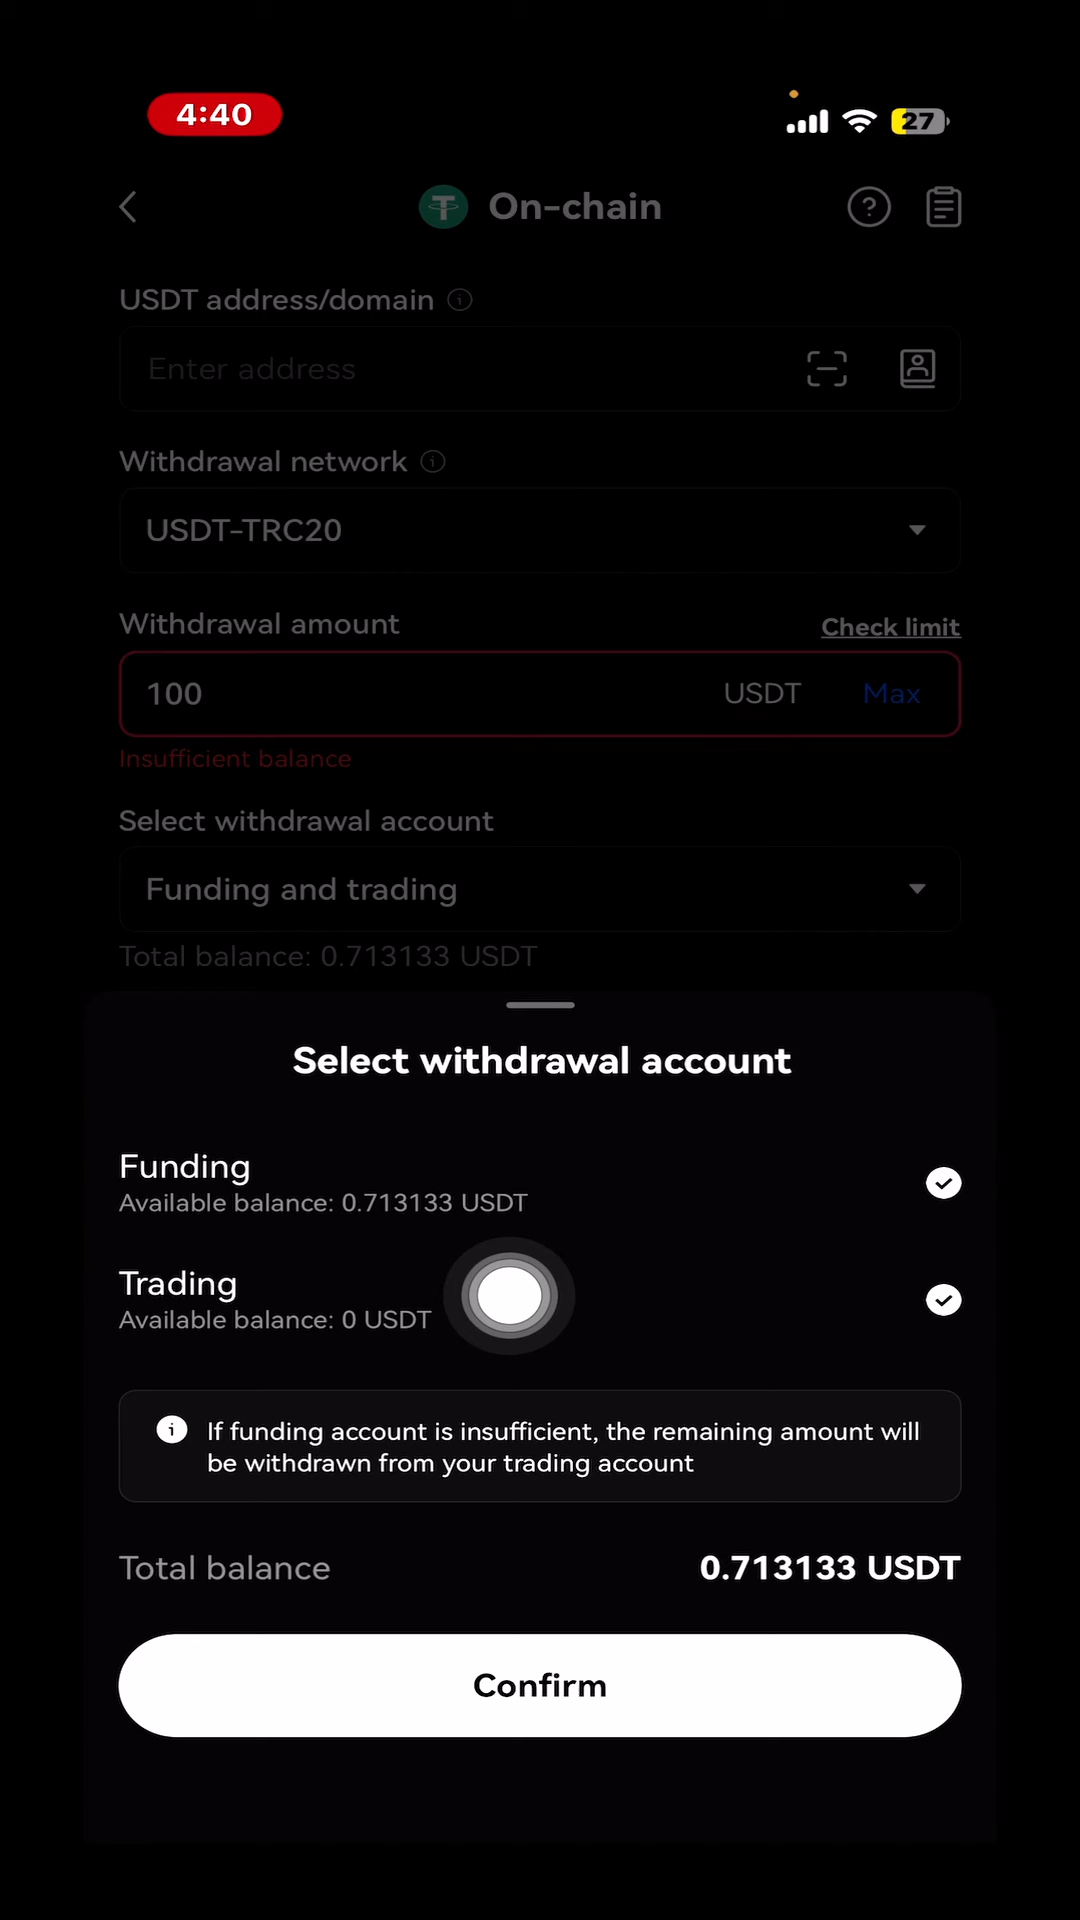 4:40
27
On-chain
USDT address/domain
Enter address
Withdrawal network
USDT-TRC20
Withdrawal amount
Check limit
100 USDT Max
Insufficient balance
Select withdrawal account
Funding and trading
Total balance: 0.713133 USDT
Select withdrawal account
Funding
Available balance: 0.713133 USDT
Trading
Available balance: 0 USDT
If funding account is insufficient, the remaining amount will
be withdrawn from your trading account
Total balance 0.713133 USDT
Confirm